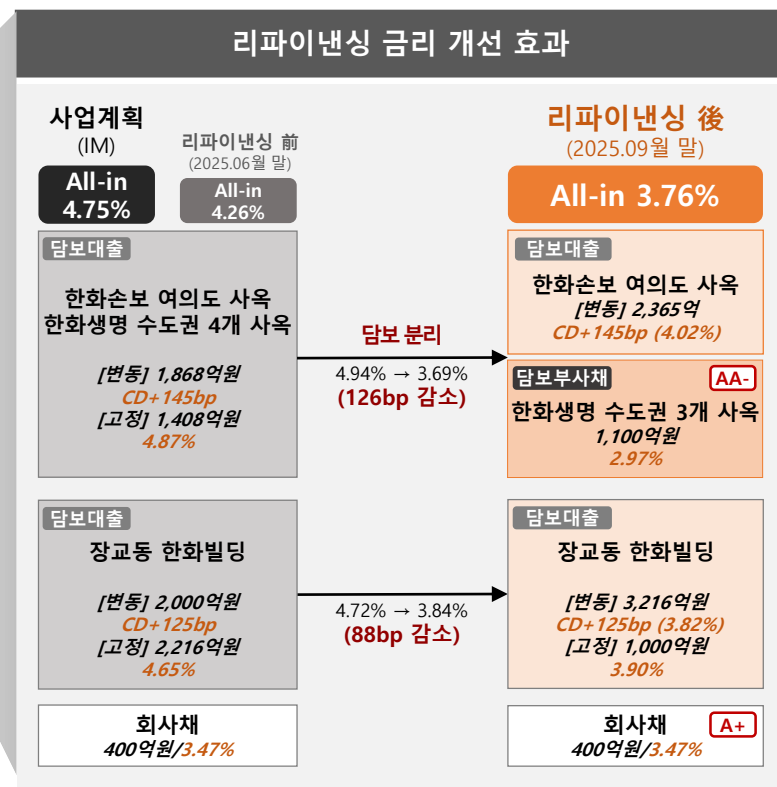 리파이낸싱 금리 개선 효과
사업계획
(IM)
All-in
4.75%
리파이낸싱 前
(2025.06월 말)
All-in
4.26%
리파이낸싱 後
(2025.09월 말)
All-in 3.76%
담보대출
한화손보 여의도 사옥
한화생명 수도권 4개 사옥
[변동] 1,868억원
CD+145bp
[고정] 1,408억원
4.87%
담보 분리
4.94% → 3.69%
(126bp 감소)
담보대출
한화손보 여의도 사옥
[변동] 2,365억
CD+145bp (4.02%)
담보부사채
AA-
한화생명 수도권 3개 사옥
1,100억원
2.97%
담보대출
장교동 한화빌딩
[변동] 2,000억원
CD+125bp
[고정] 2,216억원
4.65%
4.72% → 3.84%
(88bp 감소)
담보대출
장교동 한화빌딩
[변동] 3,216억원
CD+125bp (3.82%)
[고정] 1,000억원
3.90%
회사채
400억원/3.47%
회사채
A+
400억원/3.47%